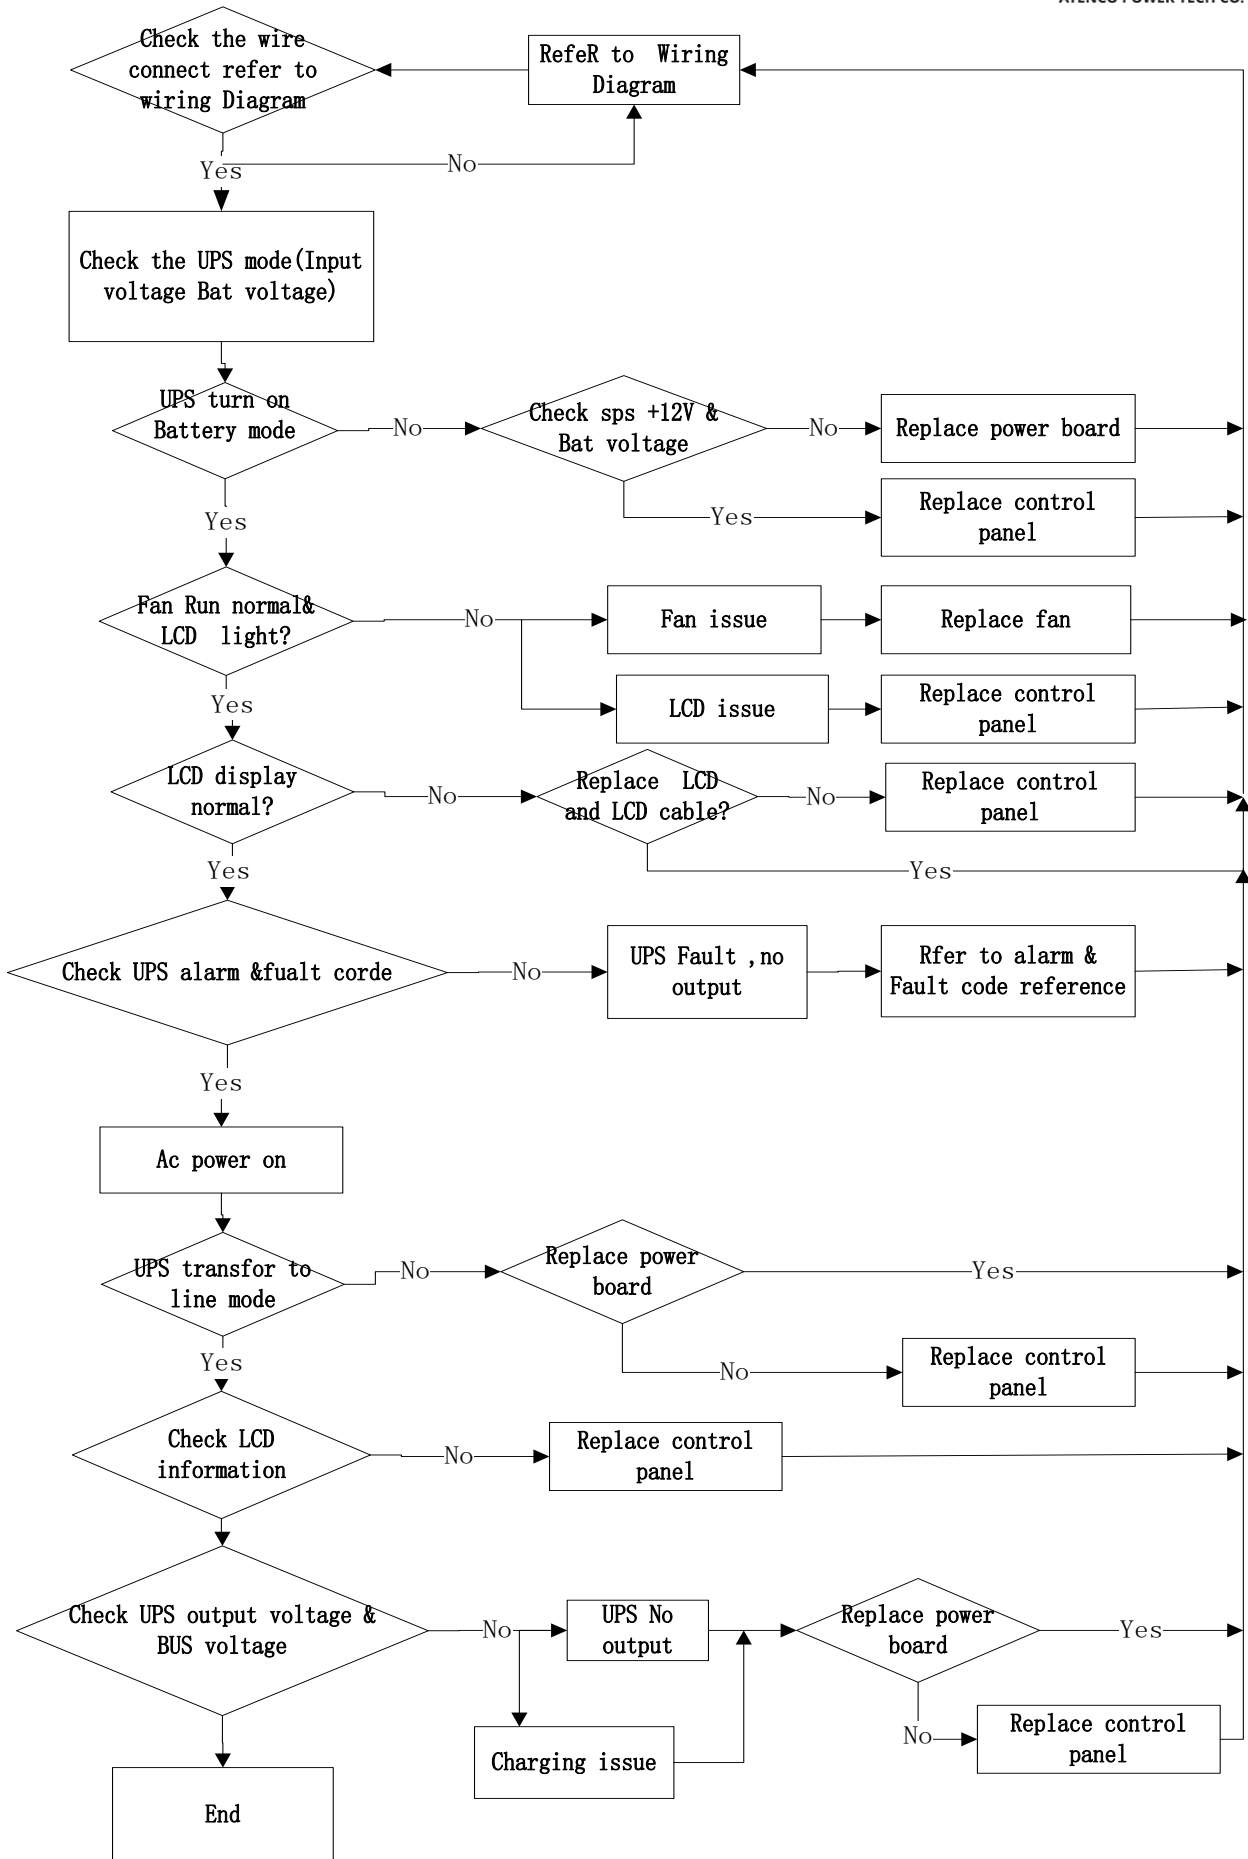 ATENCO POWER TECH CO.
Check the wire
connect refer to
wiring Diagram
RefeR to Wiring
Diagram
Yes
No
Check the UPS mode(Input
voltage Bat voltage)
UPS turn on
Battery mode
No
Check sps +12V &
Bat voltage
No
Replace power board
Yes
Replace control
panel
Yes
Fan Run normal&
LCD light?
No
Fan issue
Replace fan
LCD issue
Replace control
panel
Yes
LCD display
normal?
No
Replace LCD
and LCD cable?
No
Replace control
panel
Yes
Yes
Check UPS alarm &fualt corde
No
UPS Fault ,no
output
Rfer to alarm &
Fault code reference
Yes
Ac power on
UPS transfor to
line mode
No
Replace power
board
Yes
No
Replace control
panel
Yes
Check LCD
information
No
Replace control
panel
Check UPS output voltage &
BUS voltage
No
UPS No
output
Replace power
board
Yes
Charging issue
No
Replace control
panel
End